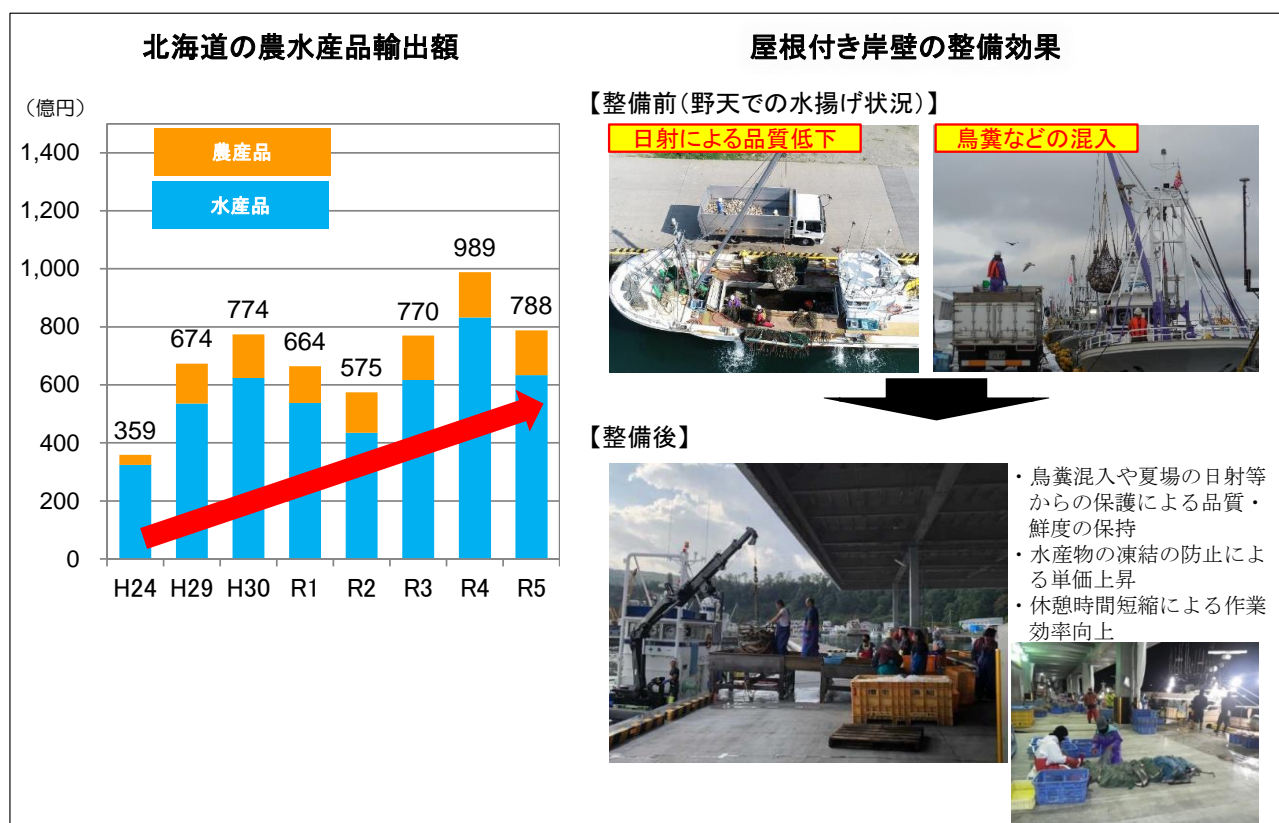 北海道の農水産品輸出額
（億円）
1,400
1,200
1,000
800
600
400
200
0
農産品
水産品
359
674
774
664
575
770
989
788
H24 H29 H30 R1 R2 R3 R4 R5
屋根付き岸壁の整備効果
【整備前（野天での水揚げ状況）】
日射による品質低下
鳥糞などの混入
【整備後】
・鳥糞混入や夏場の日射等
からの保護による品質・
鮮度の保持
・水産物の凍結の防止によ
る単価上昇
・休憩時間短縮による作業
効率向上